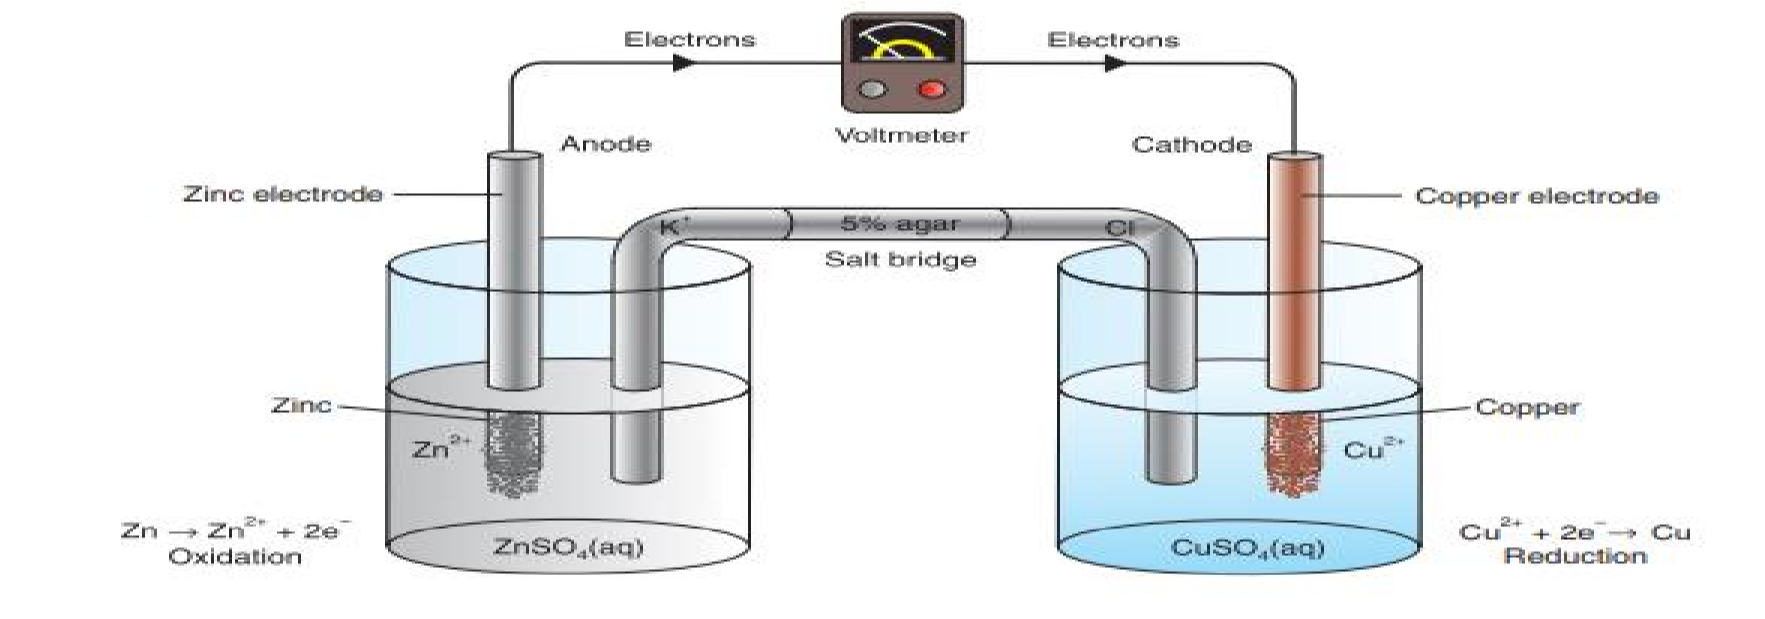 Electrons
Electrons
Voltmeter
Anode
Cathode
Zinc electrode
Copper electrode
K⁺
5% agar
Cl
Salt bridge
Zinc
Copper
Zn²⁺
Cu²⁺
Zn → Zn²⁺ + 2e⁻
Oxidation
ZnSO₄(aq)
CuSO₄(aq)
Cu²⁺ + 2e⁻→ Cu
Reduction